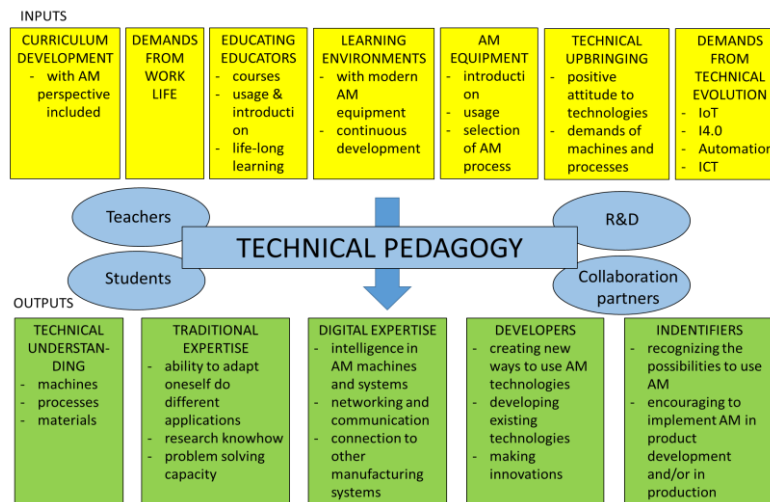 INPUTS
CURRICULUM
DEVELOPMENT
- with AM
perspective
included
DEMANDS
FROM
WORK
LIFE
EDUCATING
EDUCATORS
- courses
- usage &
introducti
on
- life-long
learning
LEARNING
ENVIRONMENTS
- with modern
AM
equipment
- continuous
development
AM
EQUIPMENT
- introducti
on
- usage
- selection
of AM
process
TECHNICAL
UPBRINGING
- positive
attitude to
technologies
- demands of
machines and
processes
DEMANDS
FROM
TECHNICAL
EVOLUTION
- IoT
- I4.0
- Automation
- ICT
Teachers
R&D
TECHNICAL PEDAGOGY
Students
Collaboration
partners
OUTPUTS
TECHNICAL
UNDERSTAN-
DING
- machines
- processes
- materials
TRADITIONAL
EXPERTISE
- ability to adapt
oneself do
different
applications
- research knowhow
- problem solving
capacity
DIGITAL EXPERTISE
- intelligence in
AM machines
and systems
- networking and
communication
- connection to
other
manufacturing
systems
DEVELOPERS
- creating new
ways to use AM
technologies
- developing
existing
technologies
- making
innovations
INDENTIFIERS
- recognizing the
possibilities to use
AM
- encouraging to
implement AM in
product
development
and/or in
production